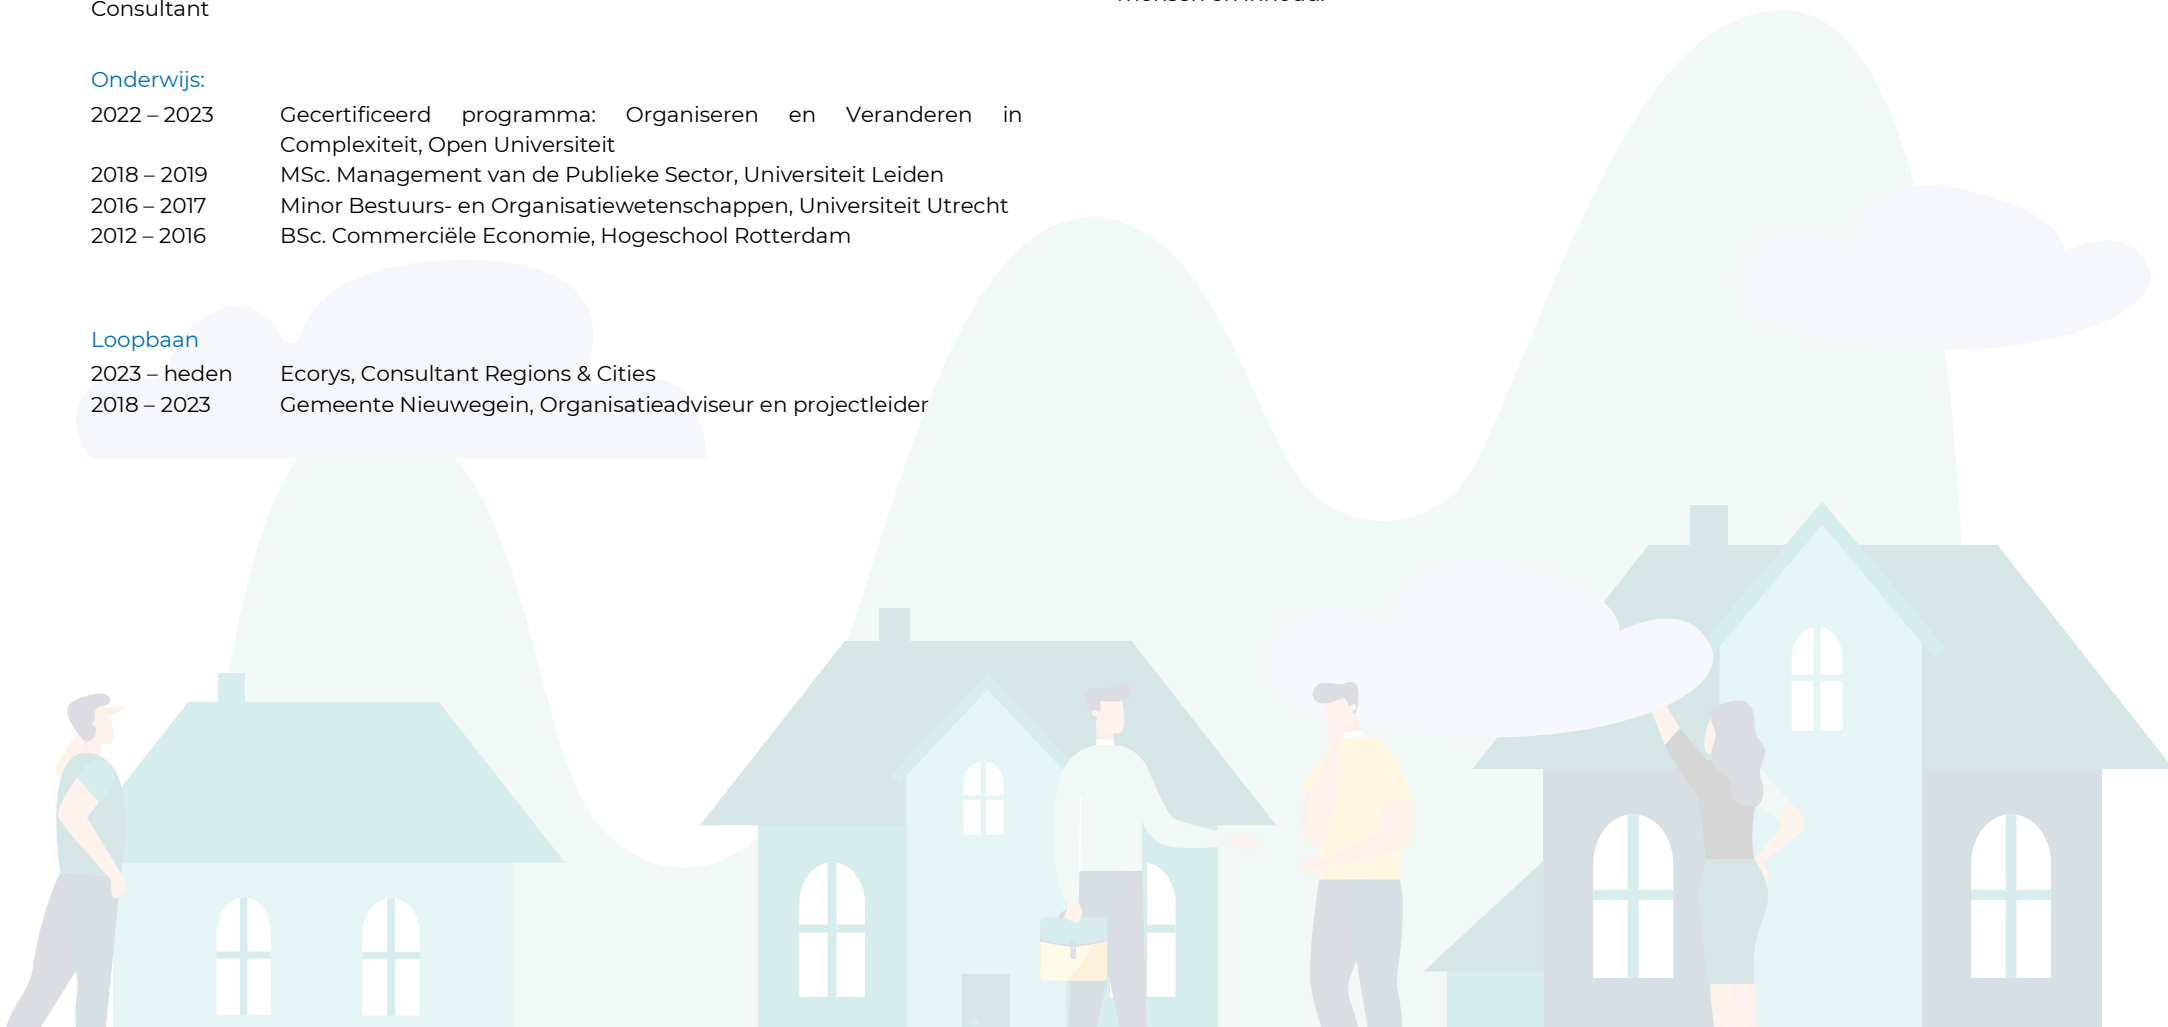 Consultant
Onderwijs:
2022 – 2023 Gecertificeerd programma: Organiseren en Veranderen in
Complexiteit, Open Universiteit
2018 – 2019 MSc. Management van de Publieke Sector, Universiteit Leiden
2016 – 2017 Minor Bestuurs- en Organisatiewetenschappen, Universiteit Utrecht
2012 – 2016 BSc. Commerciële Economie, Hogeschool Rotterdam
Loopbaan
2023 – heden Ecorys, Consultant Regions & Cities
2018 – 2023 Gemeente Nieuwegein, Organisatieadviseur en projectleider